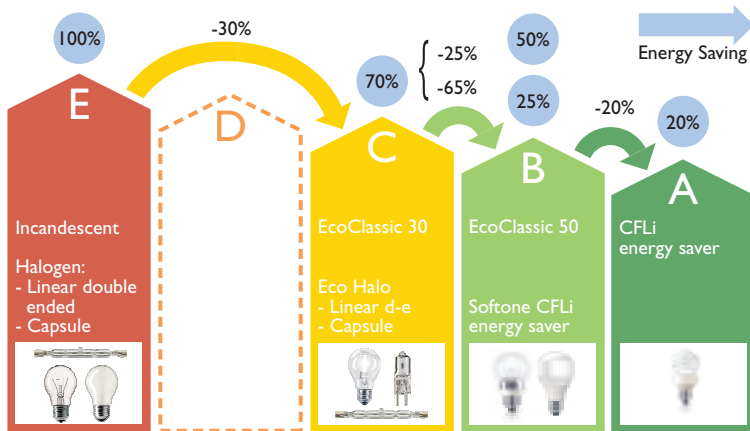 100%
-30%
70%
-25%
-65%
50%
25%
-20%
20%
Energy Saving
E
D
C
B
A
Incandescent
Halogen:
- Linear double
ended
- Capsule
EcoClassic 30
Eco Halo
- Linear d-e
- Capsule
EcoClassic 50
Softone CFLi
energy saver
CFLi
energy saver